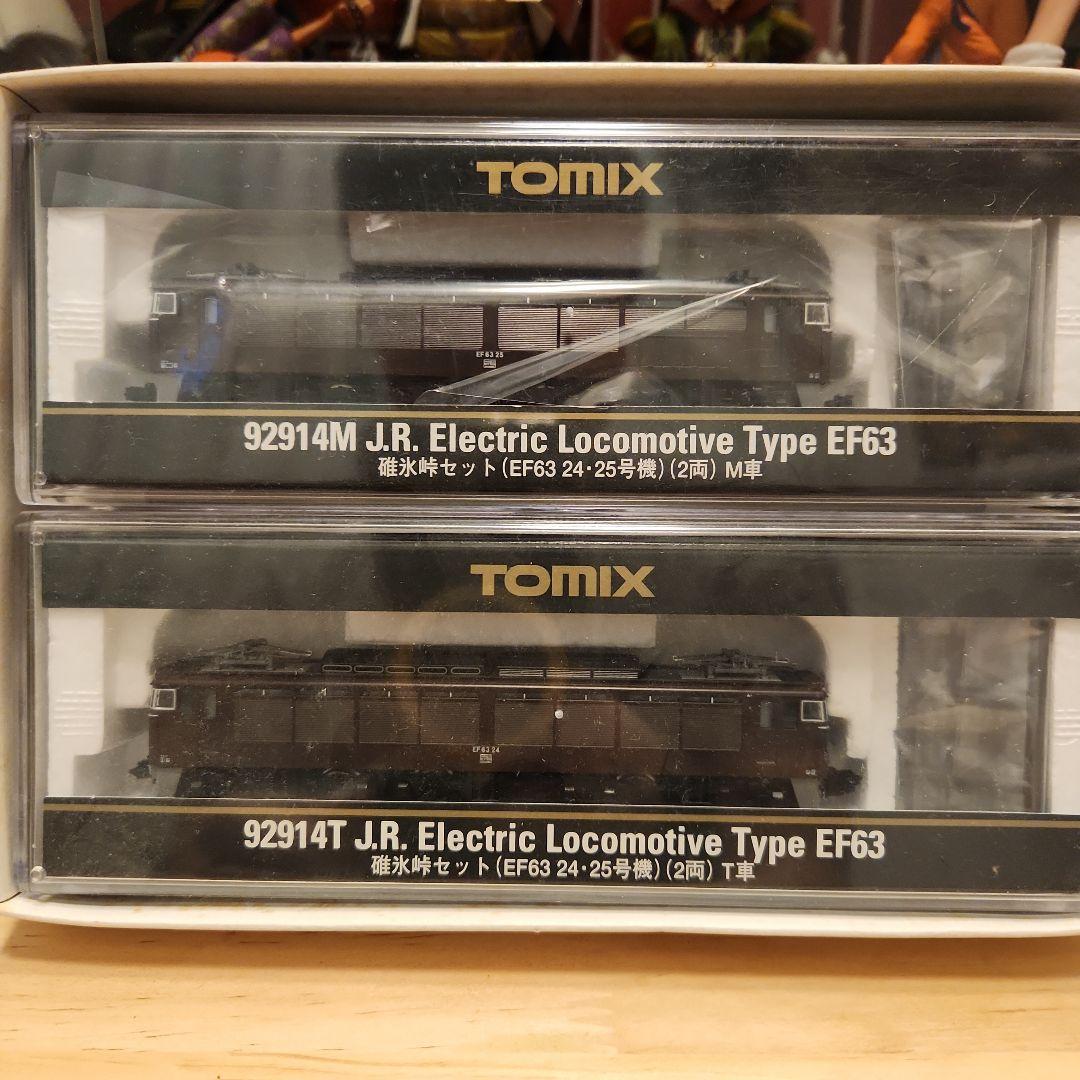 TOMIX
EF63 25
92914M J.R. Electric Locomotive Type EF63
碓氷峠セット(EF63 24･25号機)(2両) M車
TOMIX
EF63 24
92914T J.R. Electric Locomotive Type EF63
碓氷峠セット(EF63 24･25号機)(2両) T車